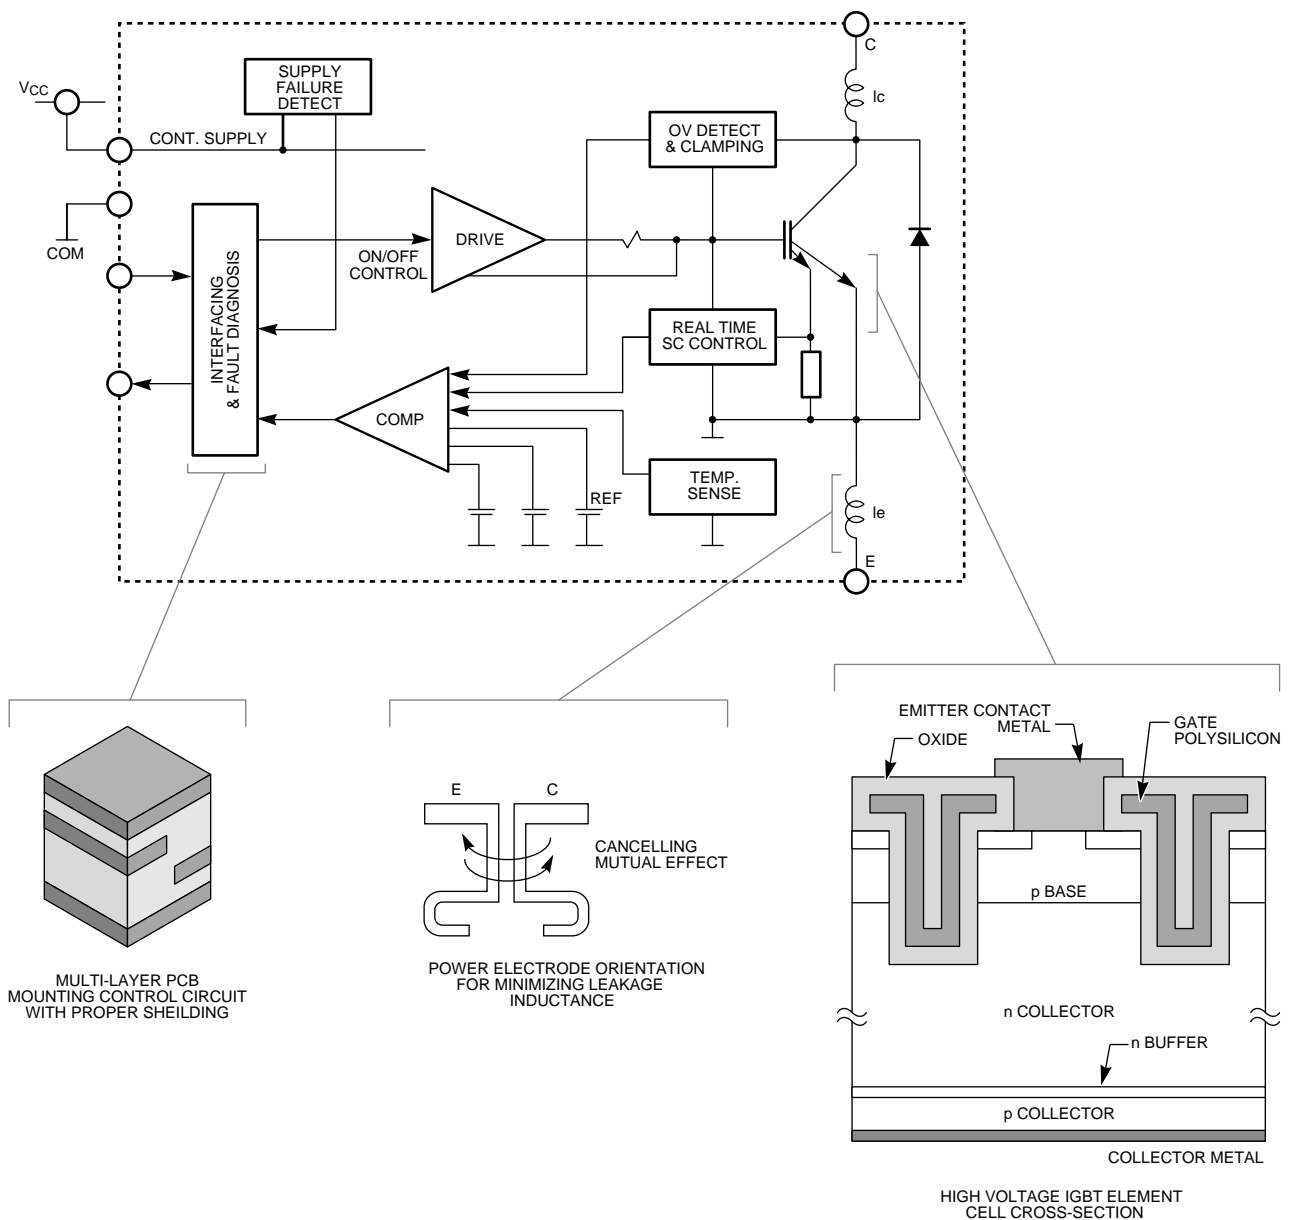 C
SUPPLY
FAILURE
DETECT
VCC
Ic
CONT. SUPPLY
OV DETECT
& CLAMPING
COM
DRIVE
ON/OFF
CONTROL
INTERFACING
& FAULT DIAGNOSIS
REAL TIME
SC CONTROL
COMP
TEMP.
SENSE
REF
Ie
E
EMITTER CONTACT
METAL
GATE
POLYSILICON
OXIDE
E
C
CANCELLING
MUTUAL EFFECT
p BASE
POWER ELECTRODE ORIENTATION
FOR MINIMIZING LEAKAGE
INDUCTANCE
MULTI-LAYER PCB
MOUNTING CONTROL CIRCUIT
WITH PROPER SHEILDING
n COLLECTOR
n BUFFER
p COLLECTOR
COLLECTOR METAL
HIGH VOLTAGE IGBT ELEMENT
CELL CROSS-SECTION